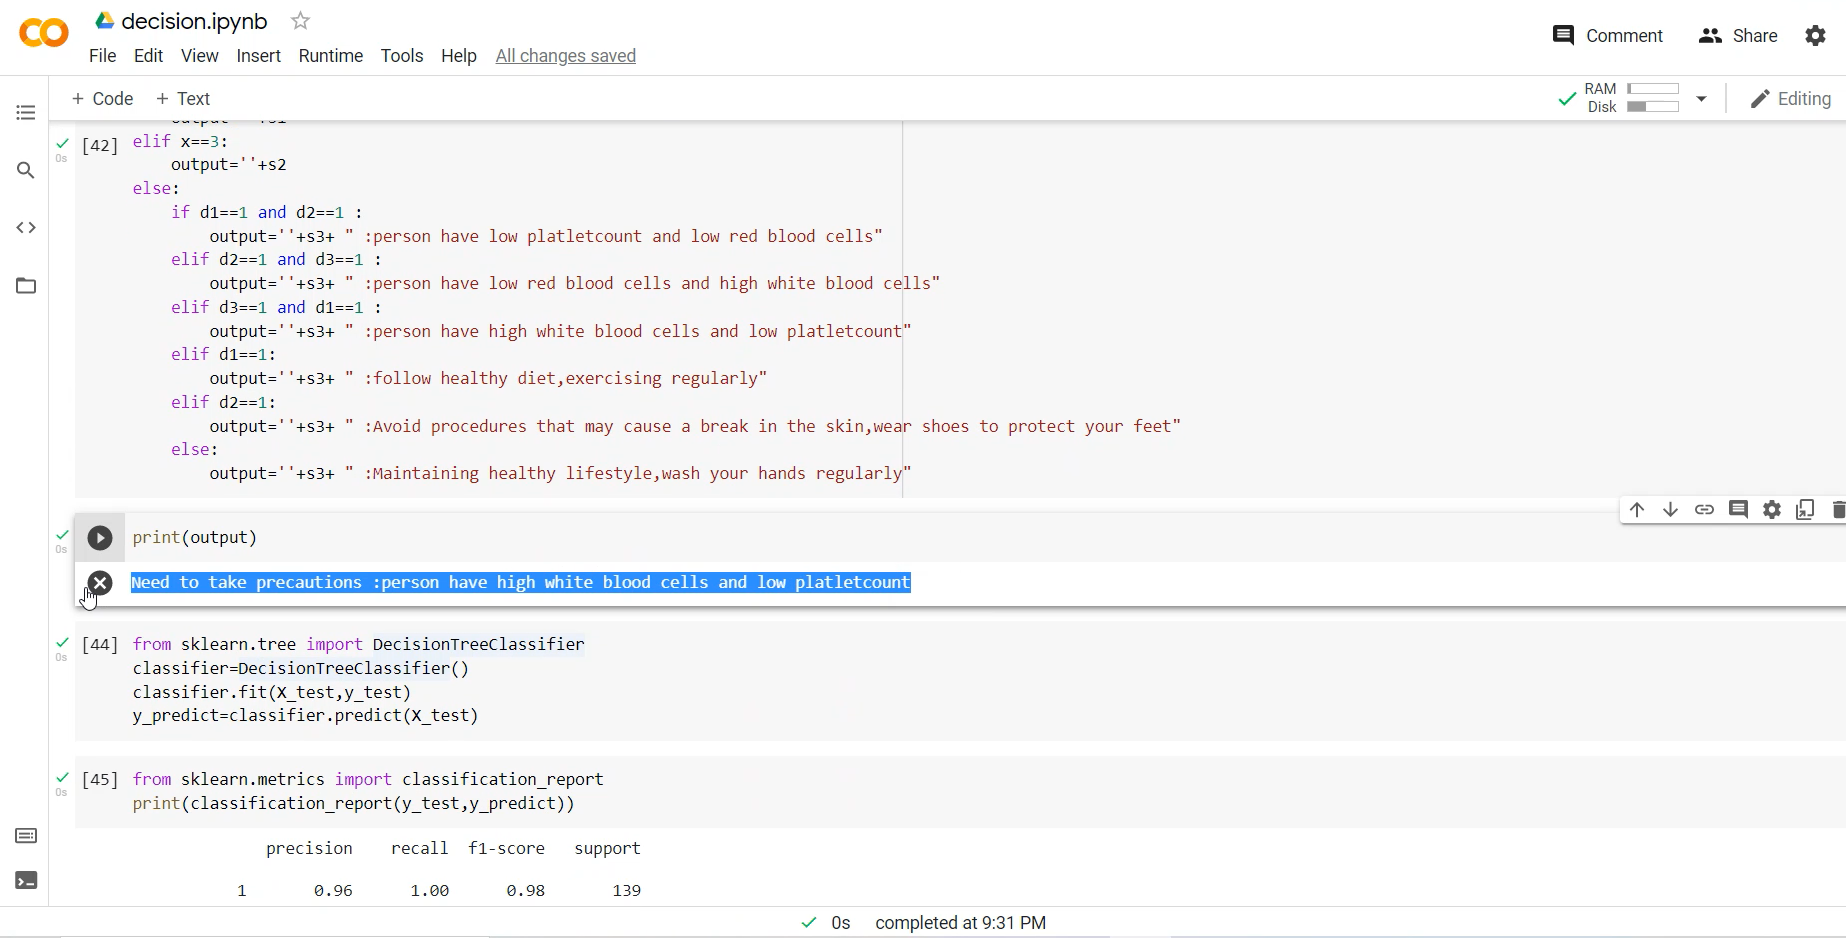 decision.ipynb
File Edit View Insert Runtime Tools Help All changes saved
Comment Share
+ Code + Text
RAM
Disk
Editing
[42] elif x==3:
0s
output=''+s2
else:
if d1==1 and d2==1 :
output=''+s3+ " :person have low platletcount and low red blood cells"
elif d2==1 and d3==1 :
output=''+s3+ " :person have low red blood cells and high white blood cells"
elif d3==1 and d1==1 :
output=''+s3+ " :person have high white blood cells and low platletcount"
elif d1==1:
output=''+s3+ " :follow healthy diet,exercising regularly"
elif d2==1:
output=''+s3+ " :Avoid procedures that may cause a break in the skin,wear shoes to protect your feet"
else:
output=''+s3+ " :Maintaining healthy lifestyle,wash your hands regularly"
print(output)
0s
Need to take precautions :person have high white blood cells and low platletcount
[44] from sklearn.tree import DecisionTreeClassifier
0s
classifier=DecisionTreeClassifier()
classifier.fit(X_test,y_test)
y_predict=classifier.predict(X_test)
[45] from sklearn.metrics import classification_report
0s
print(classification_report(y_test,y_predict))
precision recall f1-score support
1 0.96 1.00 0.98 139
0s completed at 9:31 PM